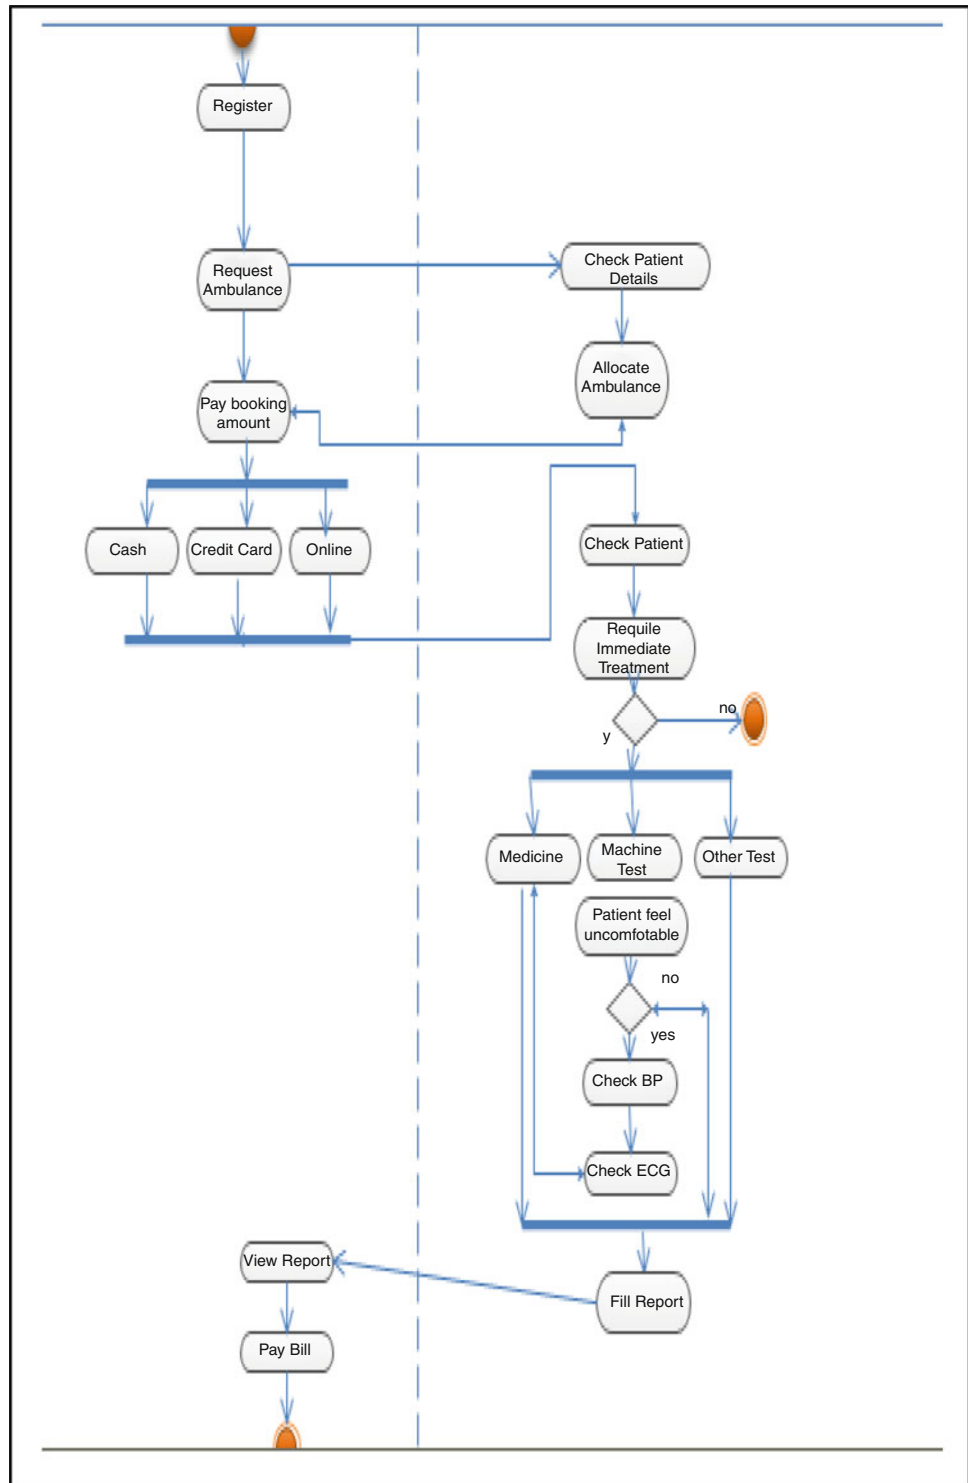 Register
Request
Ambulance
Check Patient
Details
Allocate
Ambulance
Pay booking
amount
Cash
Credit Card
Online
Check Patient
Requile
Immediate
Treatment
no
y
Medicine
Machine
Test
Other Test
Patient feel
uncomfotable
no
yes
Check BP
Check ECG
View Report
Fill Report
Pay Bill